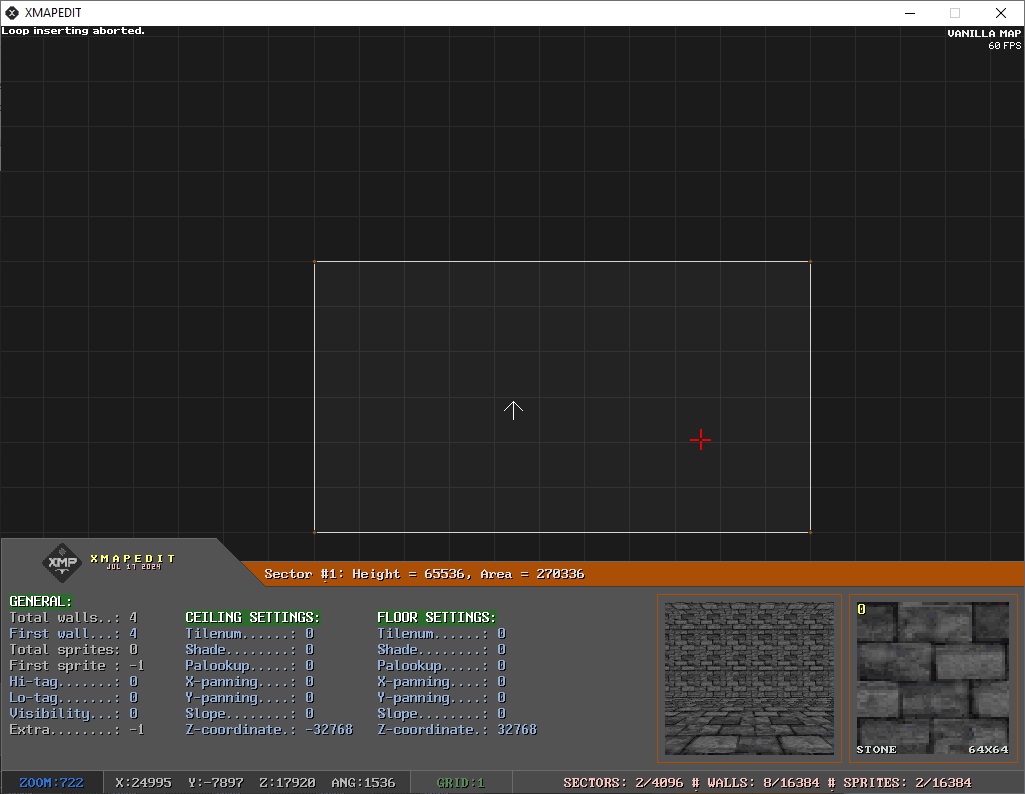 XMAPEDIT
Loop inserting aborted.
VANILLA MAP
60 FPS
XMP
XMAPEDIT
JUL 17 2024
Sector #1: Height = 65536, Area = 270336
GENERAL:
Total walls..: 4
First wall...: 4
Total sprites: 0
First sprite : -1
Hi-tag.......: 0
Lo-tag.......: 0
Visibility...: 0
Extra........: -1
CEILING SETTINGS:
Tilenum......: 0
Shade........: 0
Palookup.....: 0
X-panning....: 0
Y-panning....: 0
Slope........: 0
Z-coordinate.: -32768
FLOOR SETTINGS:
Tilenum......: 0
Shade........: 0
Palookup.....: 0
X-panning....: 0
Y-panning....: 0
Slope........: 0
Z-coordinate.: 32768
0
STONE 64X64
ZOOM:722 X:24995 Y:-7897 Z:17920 ANG:1536 GRID:1 SECTORS: 2/4096 # WALLS: 8/16384 # SPRITES: 2/16384